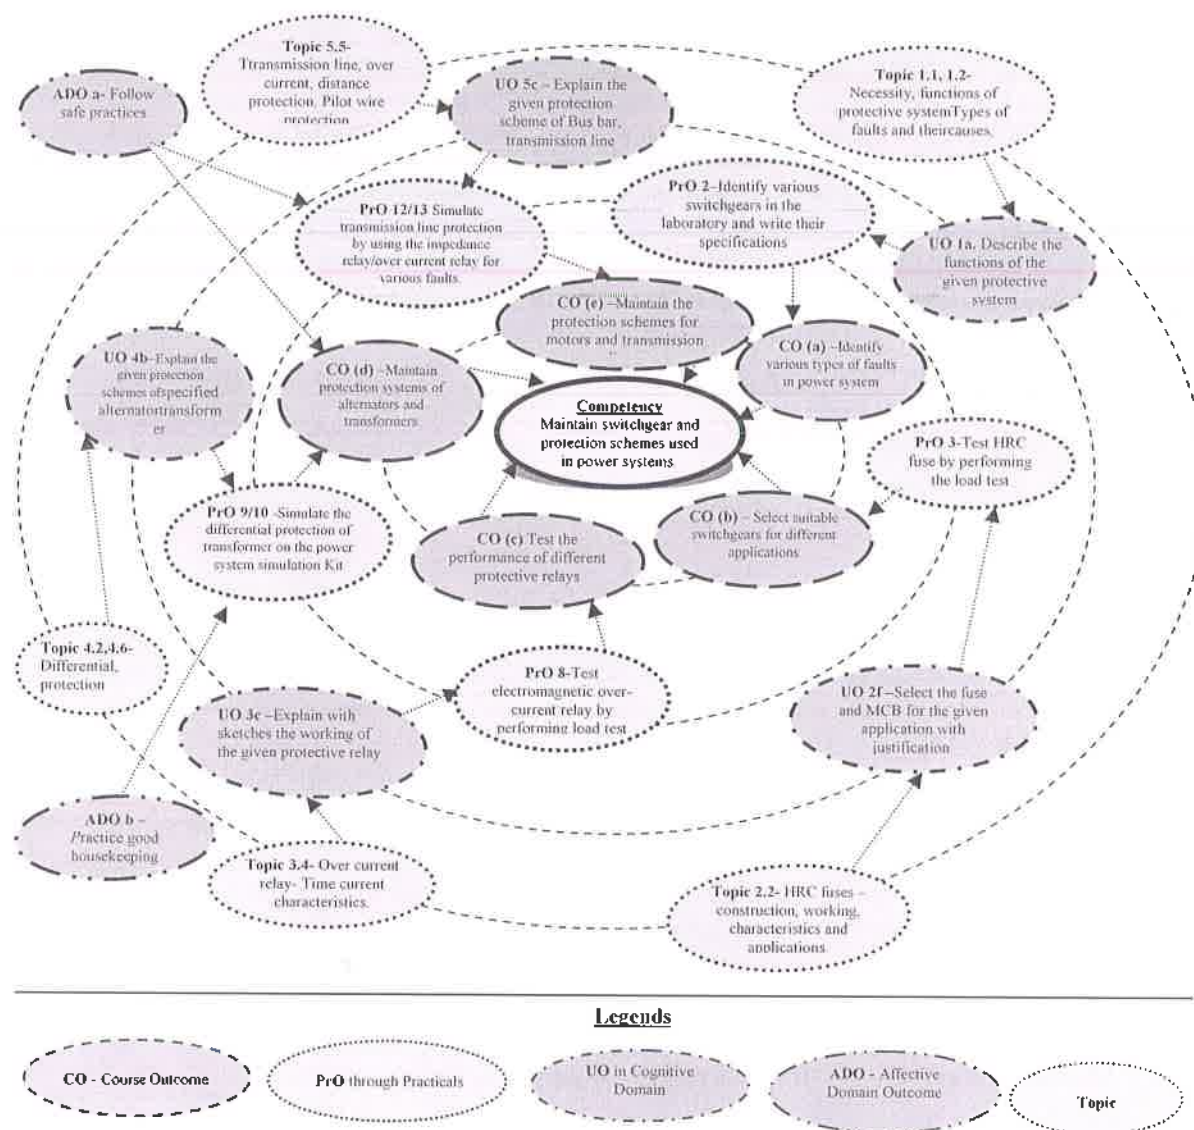 Topic 5.5-
Ttransmission line, over
current, distance
protection, Pilot wire
protection
ADO a- Follow
safe practices
UO 5c – Explain the
given protection
scheme of Bus bar,
transmission line
Topic 1.1, 1.2-
Necessity, functions of
protective systemTypes of
faults and theircauses.
PrO 12/13 Simulate
transmission line protection
by using the impedance
relay/over current relay for
various faults.
PrO 2–Identify various
switchgears in the
laboratory and write their
specifications
UO 1a. Describe the
functions of the
given protective
system
CO (e) –Maintain the
protection schemes for
motors and transmission
UO 4b–Explain the
given protection
schemes ofspecified
alternatortransform
er
CO (d) –Maintain
protection systems of
alternators and
transformers
CO (a) –Identify
various types of faults
in power system
Competency
Maintain switchgear and
protection schemes used
in power systems
PrO 3-Test HRC
fuse by performing
the load test
PrO 9/10 -Simulate the
differential protection of
transformer on the power
system simulation Kit
CO (c) Test the
performance of different
protective relays
CO (b) – Select suitable
switchgears for different
applications
Topic 4.2,4.6-
Differential,
protection
PrO 8-Test
electromagnetic over-
current relay by
performing load test
UO 3c –Explain with
sketches the working of
the given protective relay
UO 2f –Select the fuse
and MCB for the given
application with
justification
ADO b –
Practice good
housekeeping
Topic 3.4- Over current
relay- Time current
characteristics.
Topic 2.2- HRC fuses –
construction, working,
characteristics and
applications
Legends
CO - Course Outcome
PrO through Practicals
UO in Cognitive
Domain
ADO - Affective
Domain Outcome
Topic